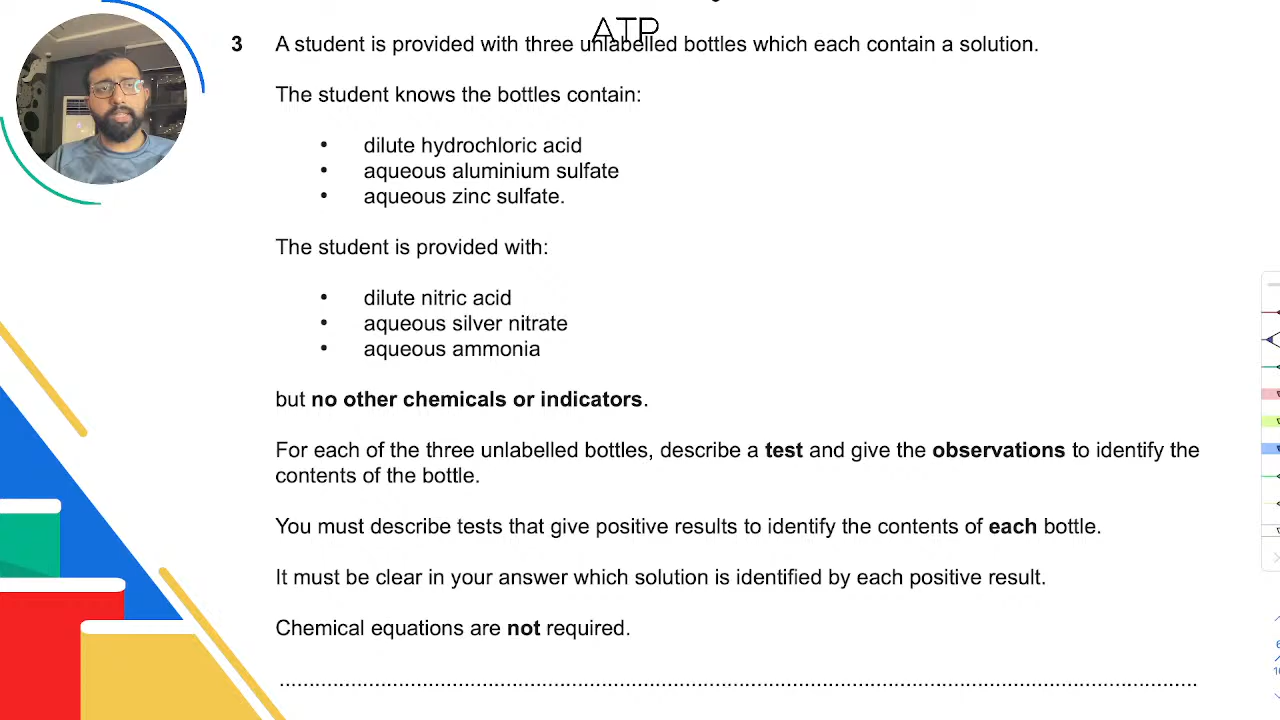 ATP
3 A student is provided with three unlabelled bottles which each contain a solution.
The student knows the bottles contain:
• dilute hydrochloric acid
• aqueous aluminium sulfate
• aqueous zinc sulfate.
The student is provided with:
• dilute nitric acid
• aqueous silver nitrate
• aqueous ammonia
but no other chemicals or indicators.
For each of the three unlabelled bottles, describe a test and give the observations to identify the
contents of the bottle.
You must describe tests that give positive results to identify the contents of each bottle.
It must be clear in your answer which solution is identified by each positive result.
Chemical equations are not required.